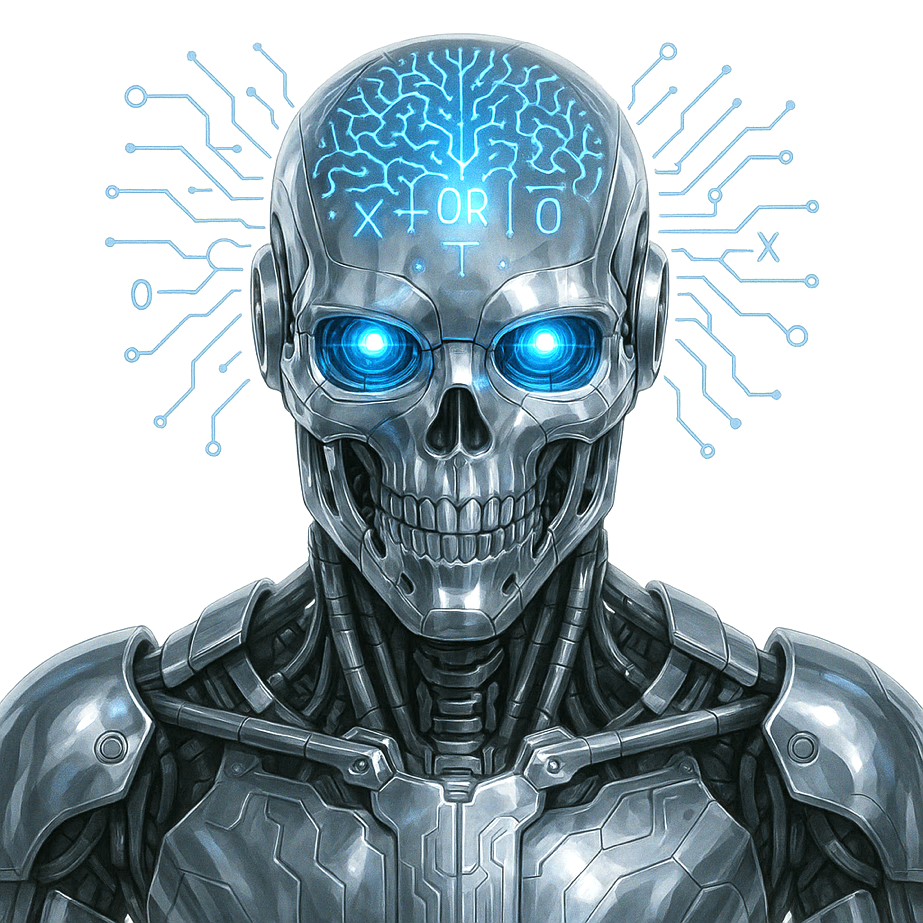 X + OR | O
T
X
O